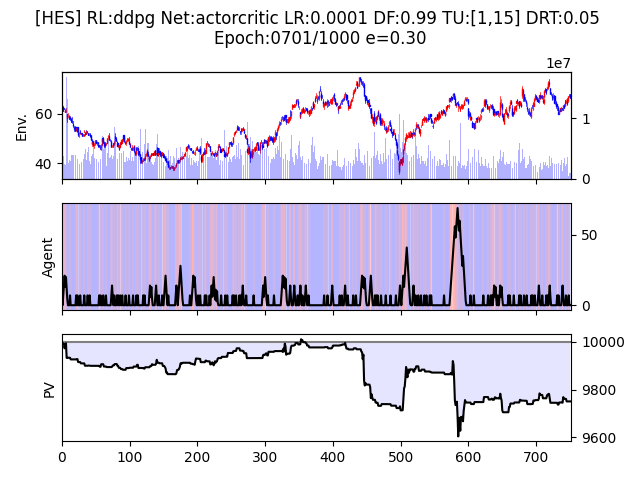 [HES] RL:ddpg Net:actorcritic LR:0.0001 DF:0.99 TU:[1,15] DRT:0.05
Epoch:0701/1000 e=0.30
1e7
Env.
60
40
1
0
Agent
50
0
PV
10000
9800
9600
0 100 200 300 400 500 600 700